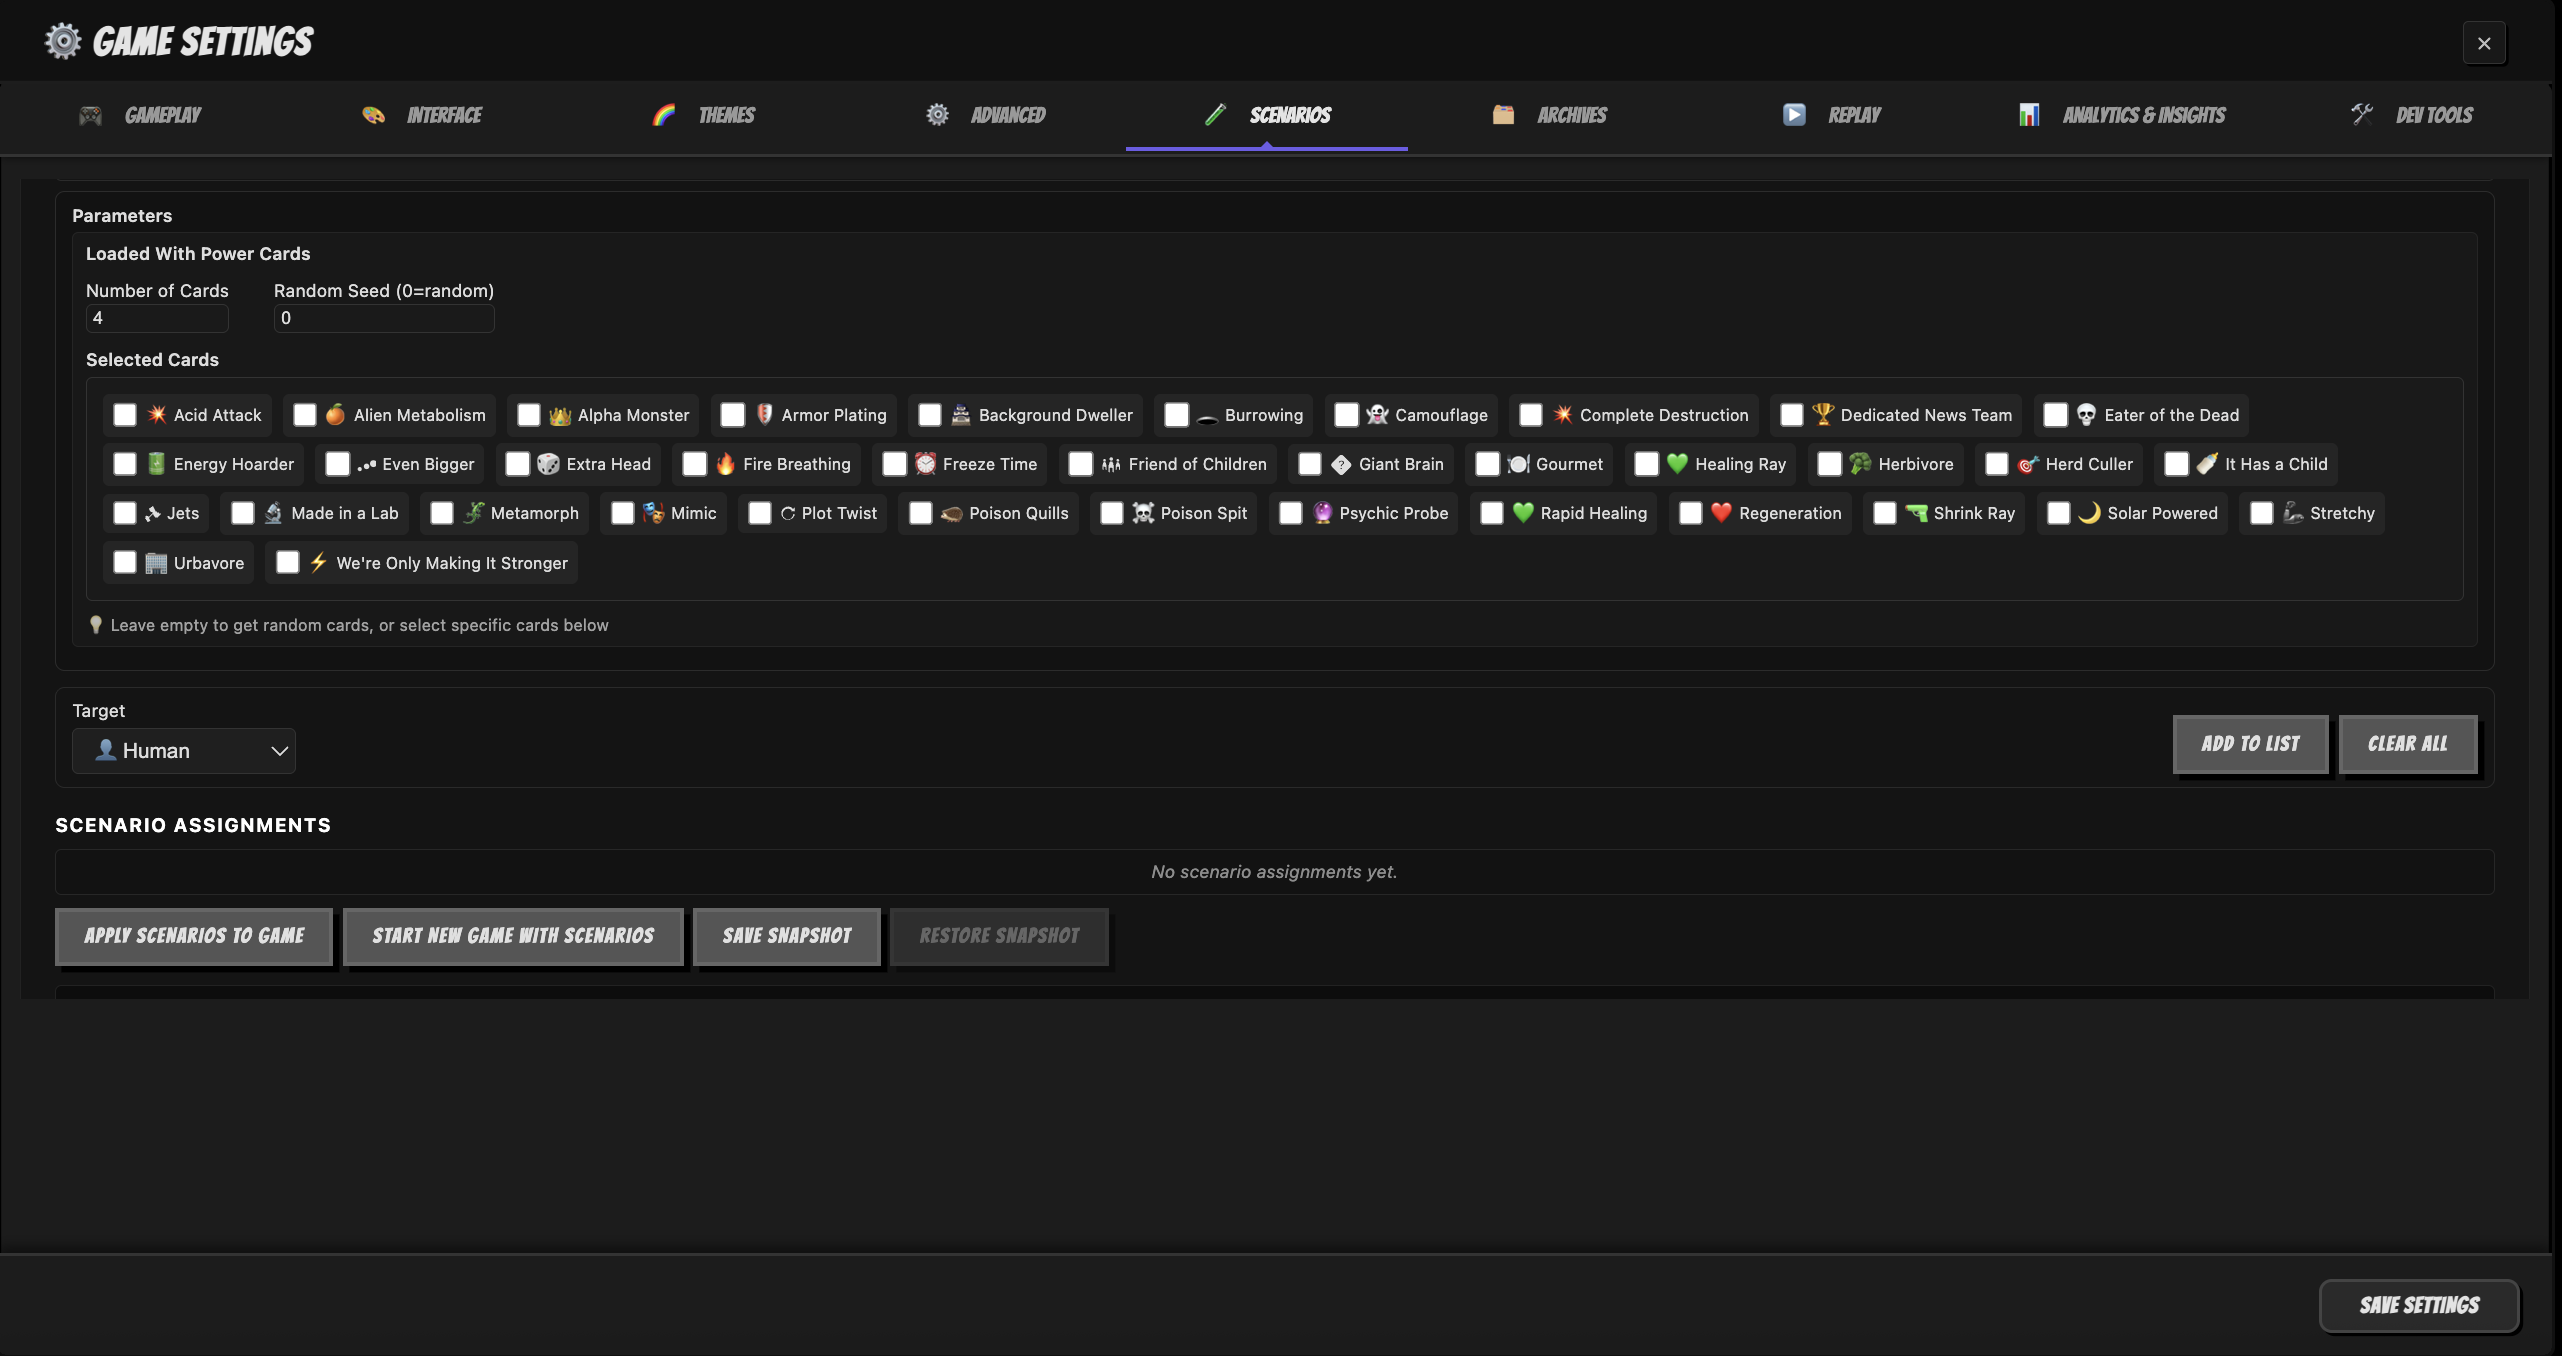 GAME SETTINGS
GAMEPLAY INTERFACE THEMES ADVANCED SCENARIOS ARCHIVES REPLAY ANALYTICS & INSIGHTS DEV TOOLS
Parameters
Loaded With Power Cards
Number of Cards Random Seed (0=random)
4 0
Selected Cards
Acid Attack Alien Metabolism Alpha Monster Armor Plating Background Dweller Burrowing Camouflage Complete Destruction Dedicated News Team Eater of the Dead
Energy Hoarder Even Bigger Extra Head Fire Breathing Freeze Time Friend of Children Giant Brain Gourmet Healing Ray Herbivore Herd Culler It Has a Child
Jets Made in a Lab Metamorph Mimic Plot Twist Poison Quills Poison Spit Psychic Probe Rapid Healing Regeneration Shrink Ray Solar Powered Stretchy
Urbavore We're Only Making It Stronger
Leave empty to get random cards, or select specific cards below
Target
Human
ADD TO LIST CLEAR ALL
SCENARIO ASSIGNMENTS
No scenario assignments yet.
APPLY SCENARIOS TO GAME START NEW GAME WITH SCENARIOS SAVE SNAPSHOT RESTORE SNAPSHOT
SAVE SETTINGS